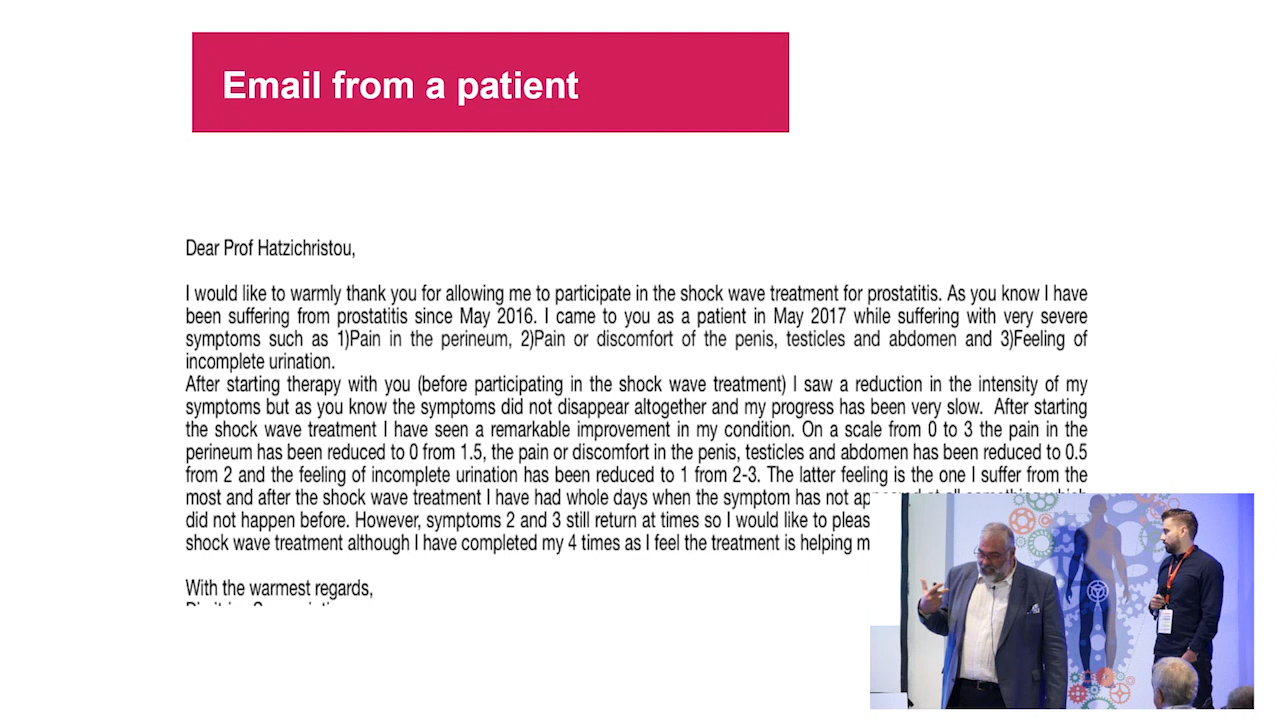 Email from a patient
Dear Prof Hatzichristou,
I would like to warmly thank you for allowing me to participate in the shock wave treatment for prostatitis. As you know I have
been suffering from prostatitis since May 2016. I came to you as a patient in May 2017 while suffering with very severe
symptoms such as 1)Pain in the perineum, 2)Pain or discomfort of the penis, testicles and abdomen and 3)Feeling of
incomplete urination.
After starting therapy with you (before participating in the shock wave treatment) I saw a reduction in the intensity of my
symptoms but as you know the symptoms did not disappear altogether and my progress has been very slow. After starting
the shock wave treatment I have seen a remarkable improvement in my condition. On a scale from 0 to 3 the pain in the
perineum has been reduced to 0 from 1.5, the pain or discomfort in the penis, testicles and abdomen has been reduced to 0.5
from 2 and the feeling of incomplete urination has been reduced to 1 from 2-3. The latter feeling is the one I suffer from the
most and after the shock wave treatment I have had whole days when the symptom has not
did not happen before. However, symptoms 2 and 3 still return at times so I would like to
shock wave treatment although I have completed my 4 times as I feel the treatment is helping
With the warmest regards,